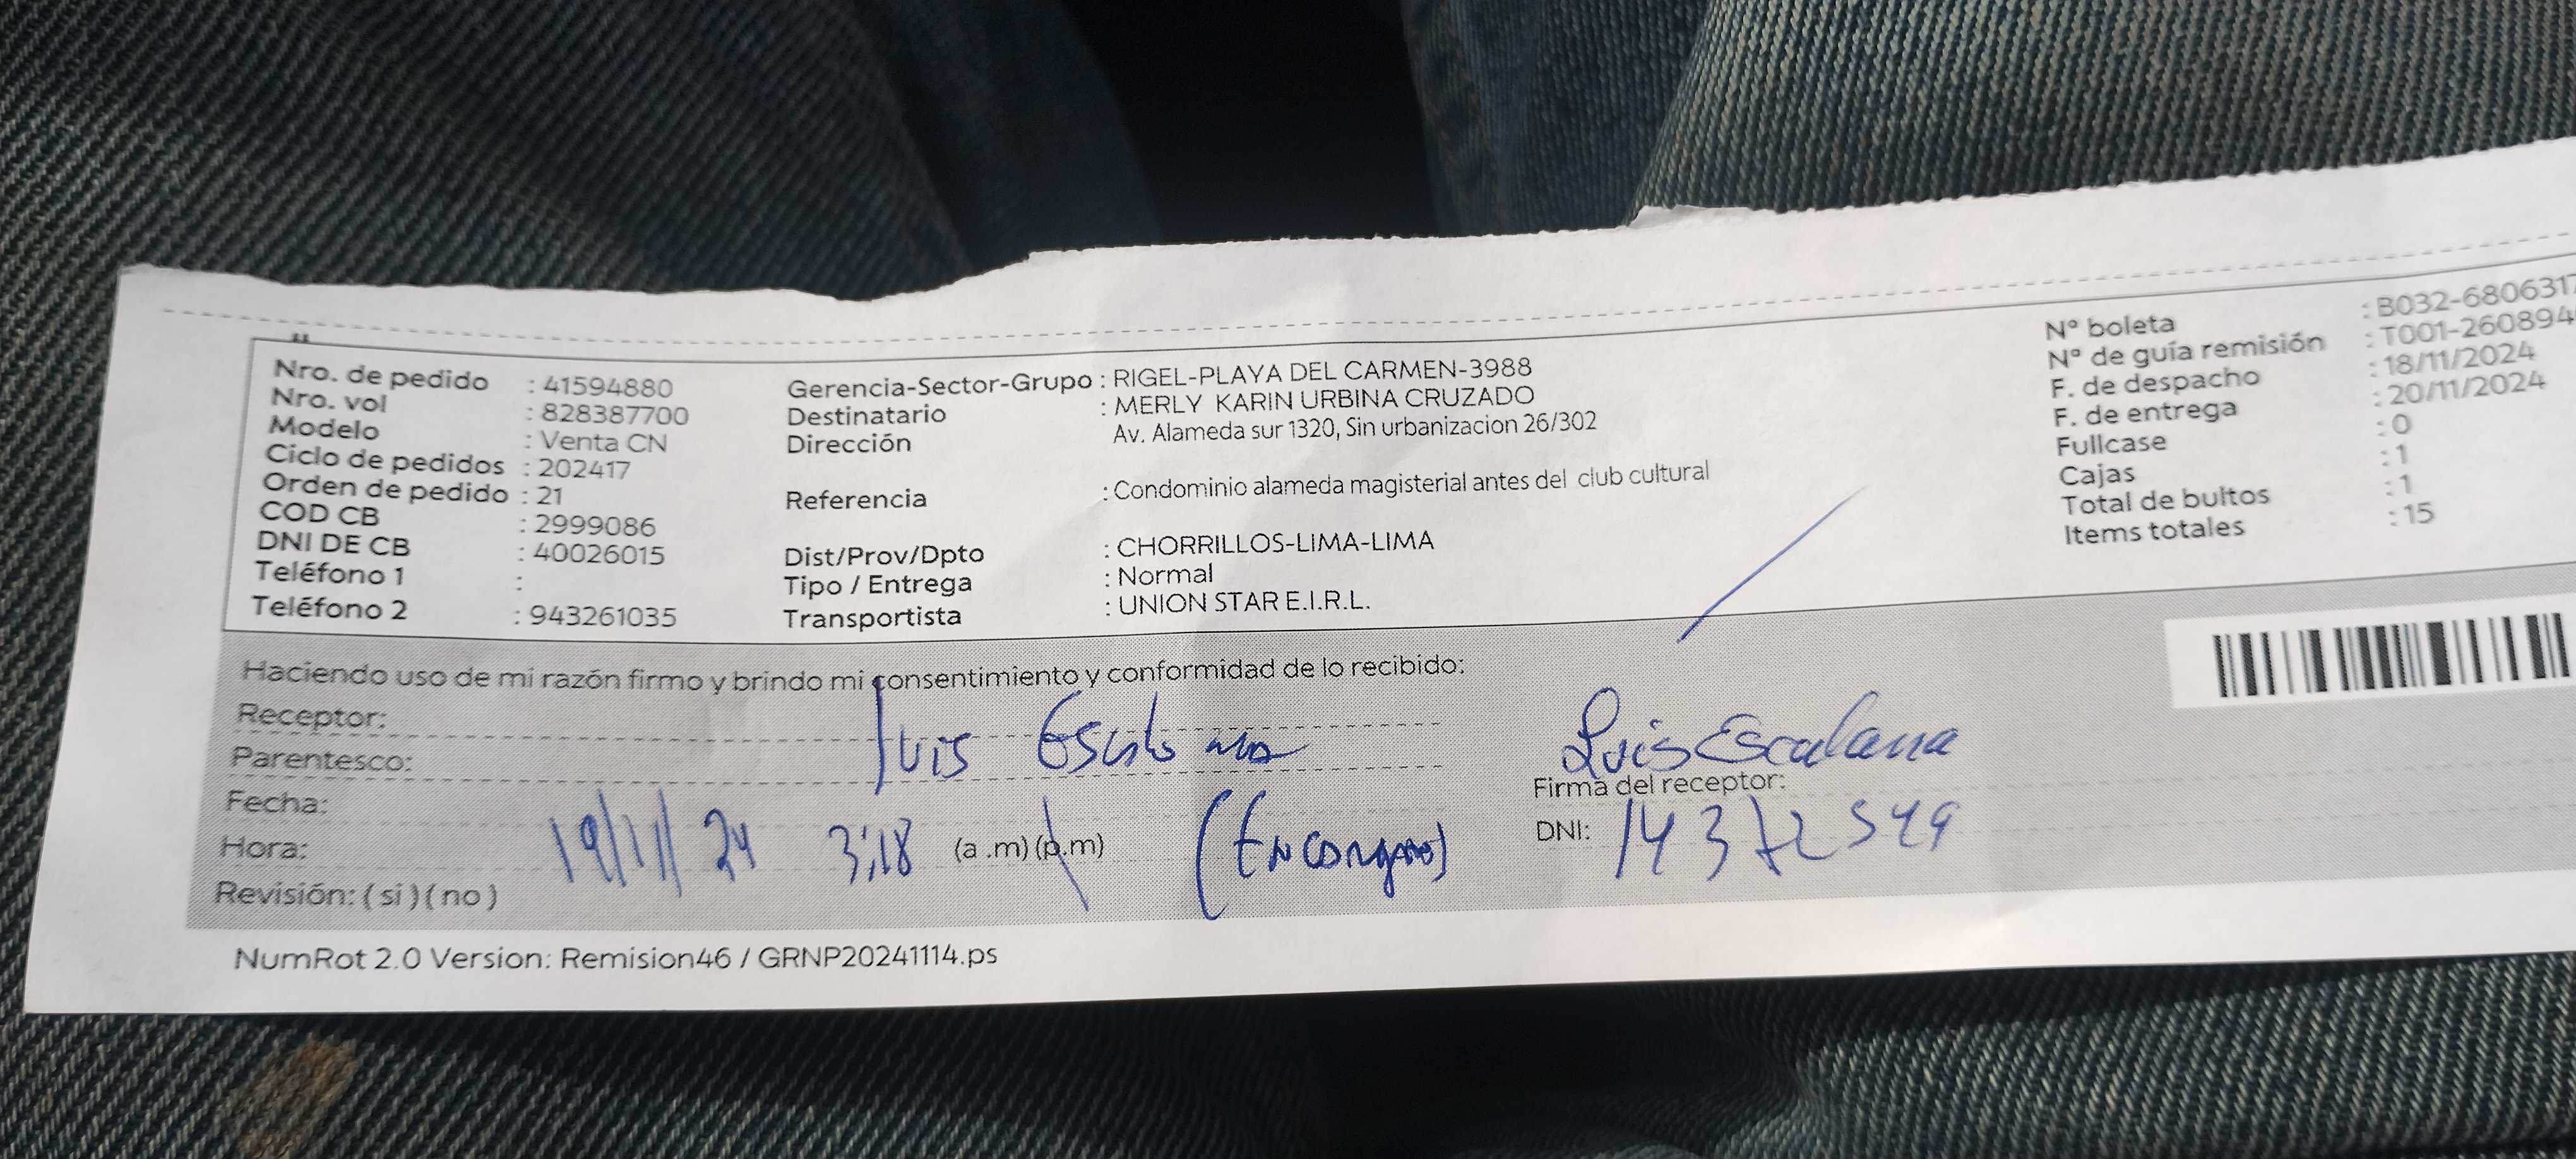 Nro. de pedido : 41594880
Nro. vol : 828387700
Modelo : Venta CN
Ciclo de pedidos : 202417
Orden de pedido : 21
COD CB : 2999086
DNI DE CB : 40026015
Teléfono 1 :
Teléfono 2 : 943261035
Gerencia-Sector-Grupo : RIGEL-PLAYA DEL CARMEN-3988
Destinatario : MERLY KARIN URBINA CRUZADO
Dirección Av. Alameda sur 1320, Sin urbanizacion 26/302
Referencia : Condominio alameda magisterial antes del club cultural
Dist/Prov/Dpto : CHORRILLOS-LIMA-LIMA
Tipo / Entrega : Normal
Transportista : UNION STAR E.I.R.L.
N° boleta : B032-6806317
N° de guía remisión : T001-260894
F. de despacho : 18/11/2024
F. de entrega : 20/11/2024
Fullcase : 0
Cajas : 1
Total de bultos : 1
Items totales : 15
Haciendo uso de mi razón firmo y brindo mi consentimiento y conformidad de lo recibido:
Receptor:
Parentesco: Luis
Fecha:
Hora: 19/11/24 3:18 (a .m) (p.m)
Revisión: ( si ) ( no )
Luis Escalana
Firma del receptor:
DNI:
NumRot 2.0 Version: Remision46 / GRNP20241114.ps